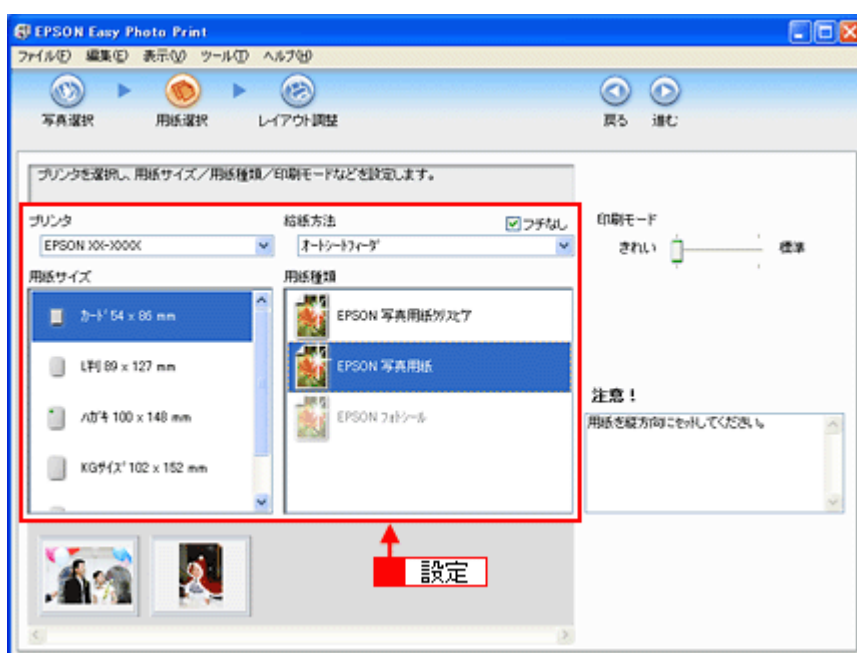 EPSON Easy Photo Print
ファイル(F) 編集(E) 表示(V) ツール(T) ヘルプ(H)
写真選択 用紙選択 レイアウト調整 戻る 進む
プリンタを選択し、用紙サイズ/用紙種類/印刷モードなどを設定します。
プリンタ 給紙方法 フチなし 印刷モード
EPSON XX-XXXX オートシートフィーダ きれい 標準
用紙サイズ 用紙種類
カード 54 x 86 mm EPSON 写真用紙クリスピア
L判 89 x 127 mm EPSON 写真用紙
注意!
ハガキ 100 x 148 mm EPSON フォトシール 用紙を縦方向にセットしてください。
KGサイズ 102 x 152 mm
設定